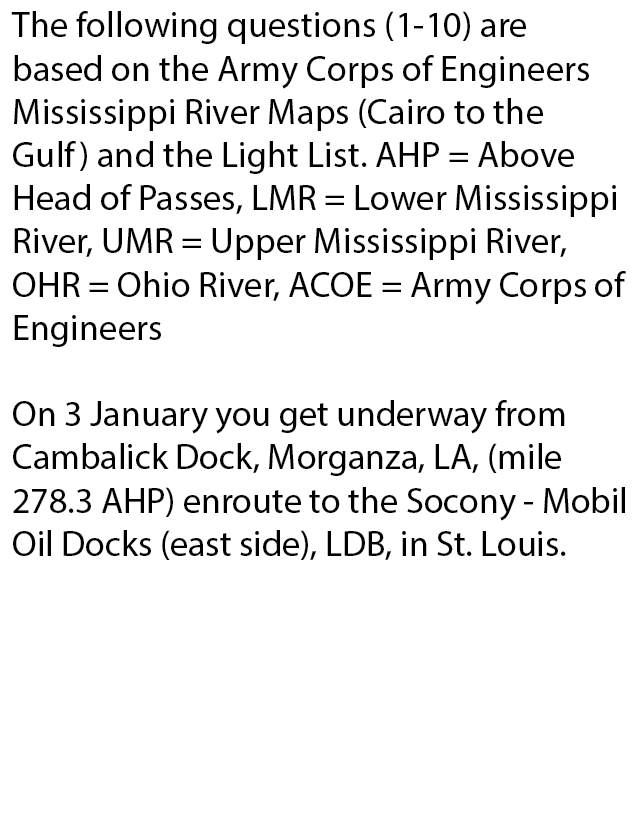 The following questions (1-10) are
based on the Army Corps of Engineers
Mississippi River Maps (Cairo to the
Gulf) and the Light List. AHP = Above
Head of Passes, LMR = Lower Mississippi
River, UMR = Upper Mississippi River,
OHR = Ohio River, ACOE = Army Corps of
Engineers

On 3 January you get underway from
Cambalick Dock, Morganza, LA, (mile
278.3 AHP) enroute to the Socony - Mobil
Oil Docks (east side), LDB, in St. Louis.